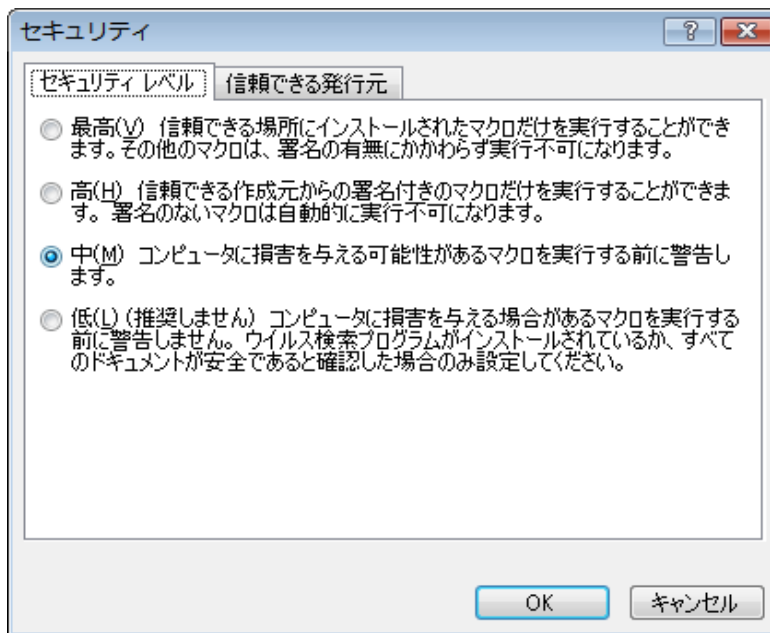 セキュリティ
セキュリティ レベル 信頼できる発行元
最高(V) 信頼できる場所にインストールされたマクロだけを実行することができ
ます。その他のマクロは、署名の有無にかかわらず実行不可になります。
高(H) 信頼できる作成元からの署名付きのマクロだけを実行することができま
す。署名のないマクロは自動的に実行不可になります。
中(M) コンピュータに損害を与える可能性があるマクロを実行する前に警告し
ます。
低(L) (推奨しません) コンピュータに損害を与える場合があるマクロを実行する
前に警告しません。ウイルス検索プログラムがインストールされているか、すべて
のドキュメントが安全であると確認した場合のみ設定してください。
OK キャンセル